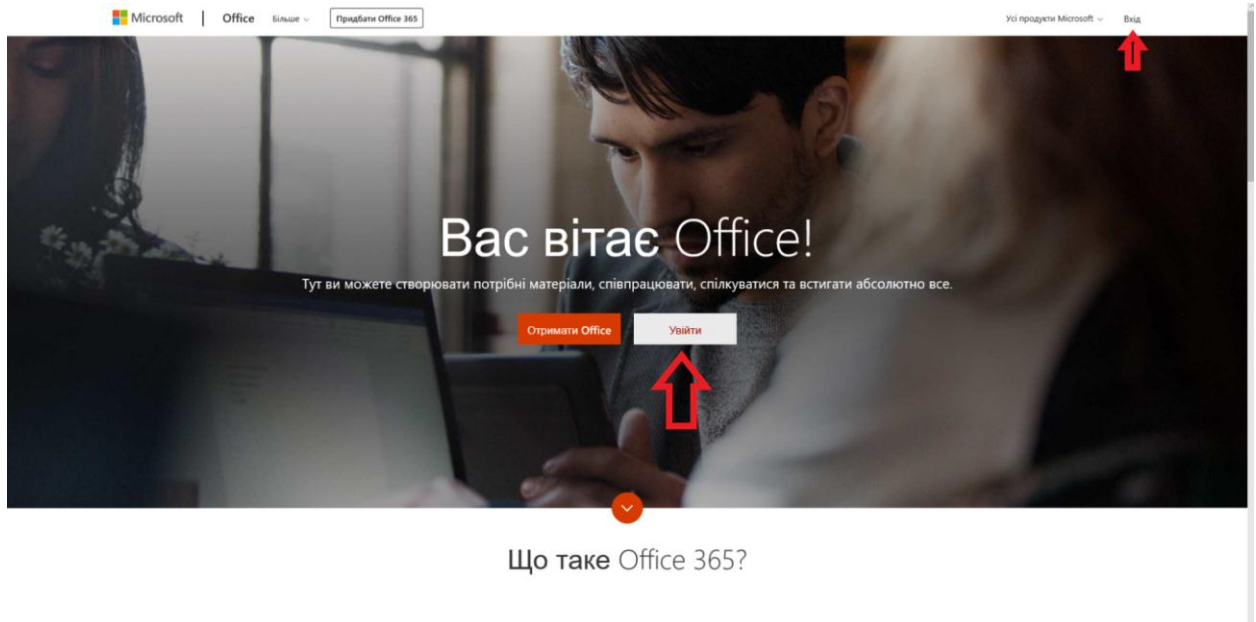 Microsoft | Office Більше Придбати Office 365 Усі продукти Microsoft Вхід
Вас вітає Office!
Тут ви можете створювати потрібні матеріали, співпрацювати, спілкуватися та встигати абсолютно все.
Отримати Office Увійти
Що таке Office 365?